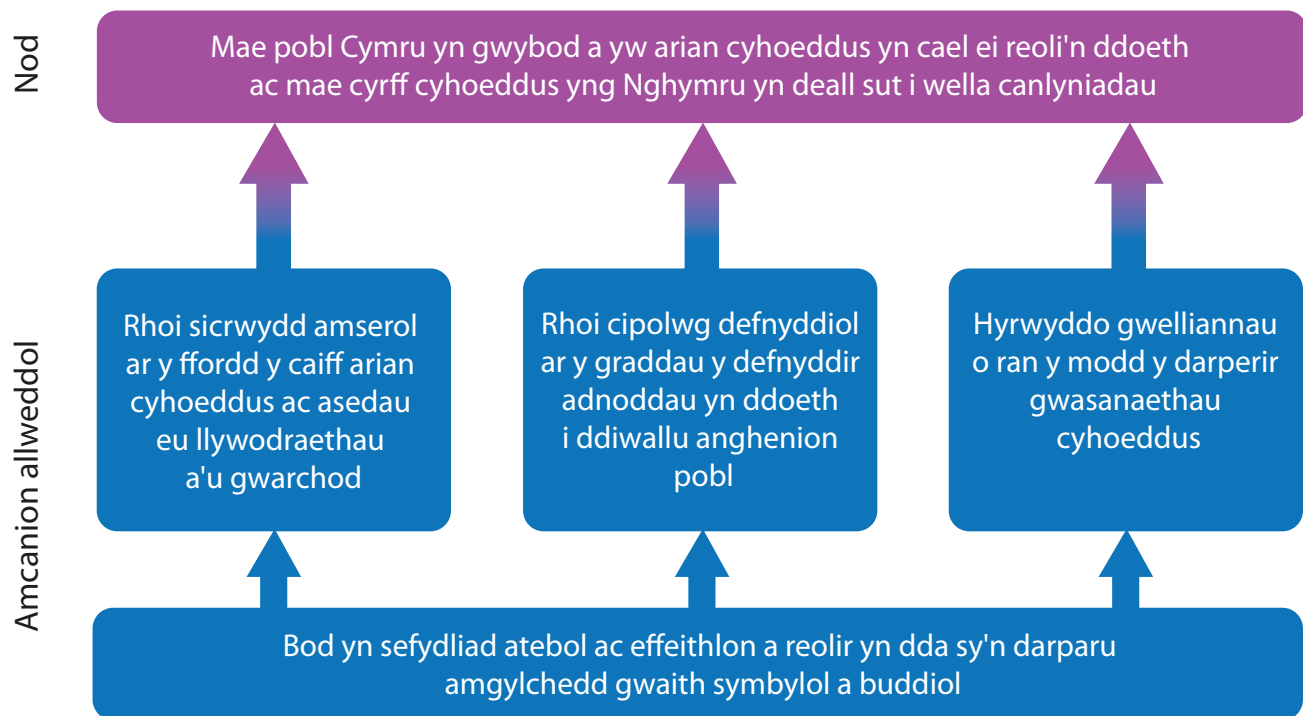 Nod
Mae pobl Cymru yn gwybod a yw arian cyhoeddus yn cael ei reoli'n ddoeth
ac mae cyrff cyhoeddus yng Nghymru yn deall sut i wella canlyniadau
Amcanion allweddol
Rhoi sicrwydd amserol
ar y ffordd y caiff arian
cyhoeddus ac asedau
eu llywodraethau
a'u gwarchod
Rhoi cipolwg defnyddiol
ar y graddau y defnyddir
adnoddau yn ddoeth
i ddiwallu anghenion
pobl
Hyrwyddo gwelliannau
o ran y modd y darperir
gwasanaethau
cyhoeddus
Bod yn sefydliad atebol ac effeithlon a reolir yn dda sy'n darparu
amgylchedd gwaith symbylol a buddiol